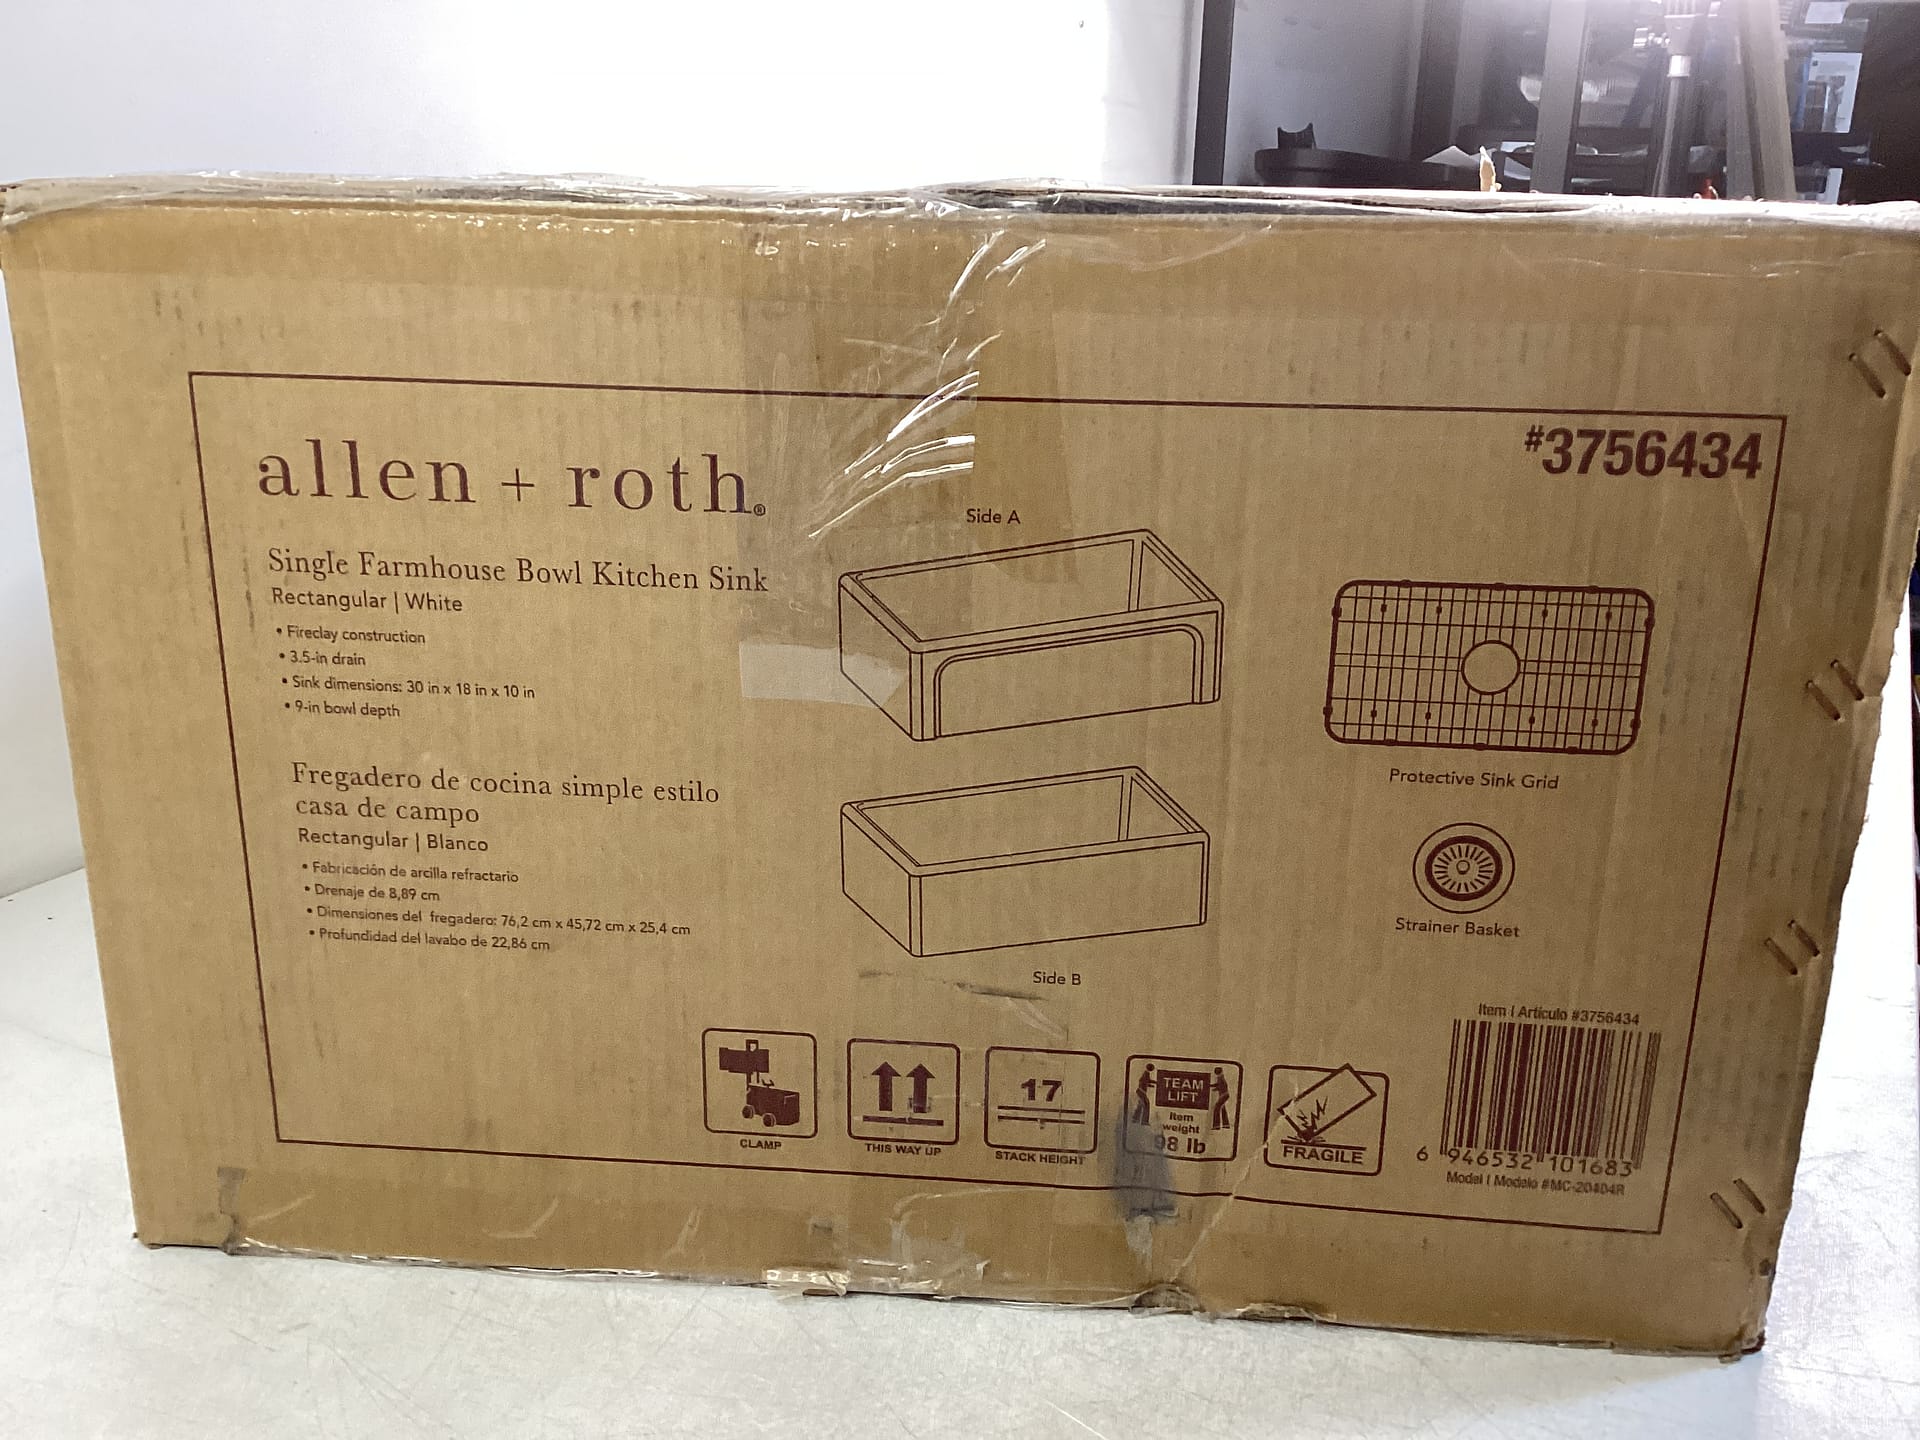 allen + roth®
#3756434
Single Farmhouse Bowl Kitchen Sink
Rectangular | White
• Fireclay construction
• 3.5-in drain
• Sink dimensions: 30 in x 18 in x 10 in
• 9-in bowl depth
Fregadero de cocina simple estilo
casa de campo
Rectangular | Blanco
• Fabricación de arcilla refractario
• Drenaje de 8,89 cm
• Dimensiones del fregadero: 76,2 cm x 45,72 cm x 25,4 cm
• Profundidad del lavabo de 22,86 cm
Side A
Side B
Protective Sink Grid
Strainer Basket
CLAMP
THIS WAY UP
17
STACK HEIGHT
TEAM
LIFT
Item
weight
98 lb
FRAGILE
Item | Artículo #3756434
6 946532 101683
Model | Modelo #MC-20404R